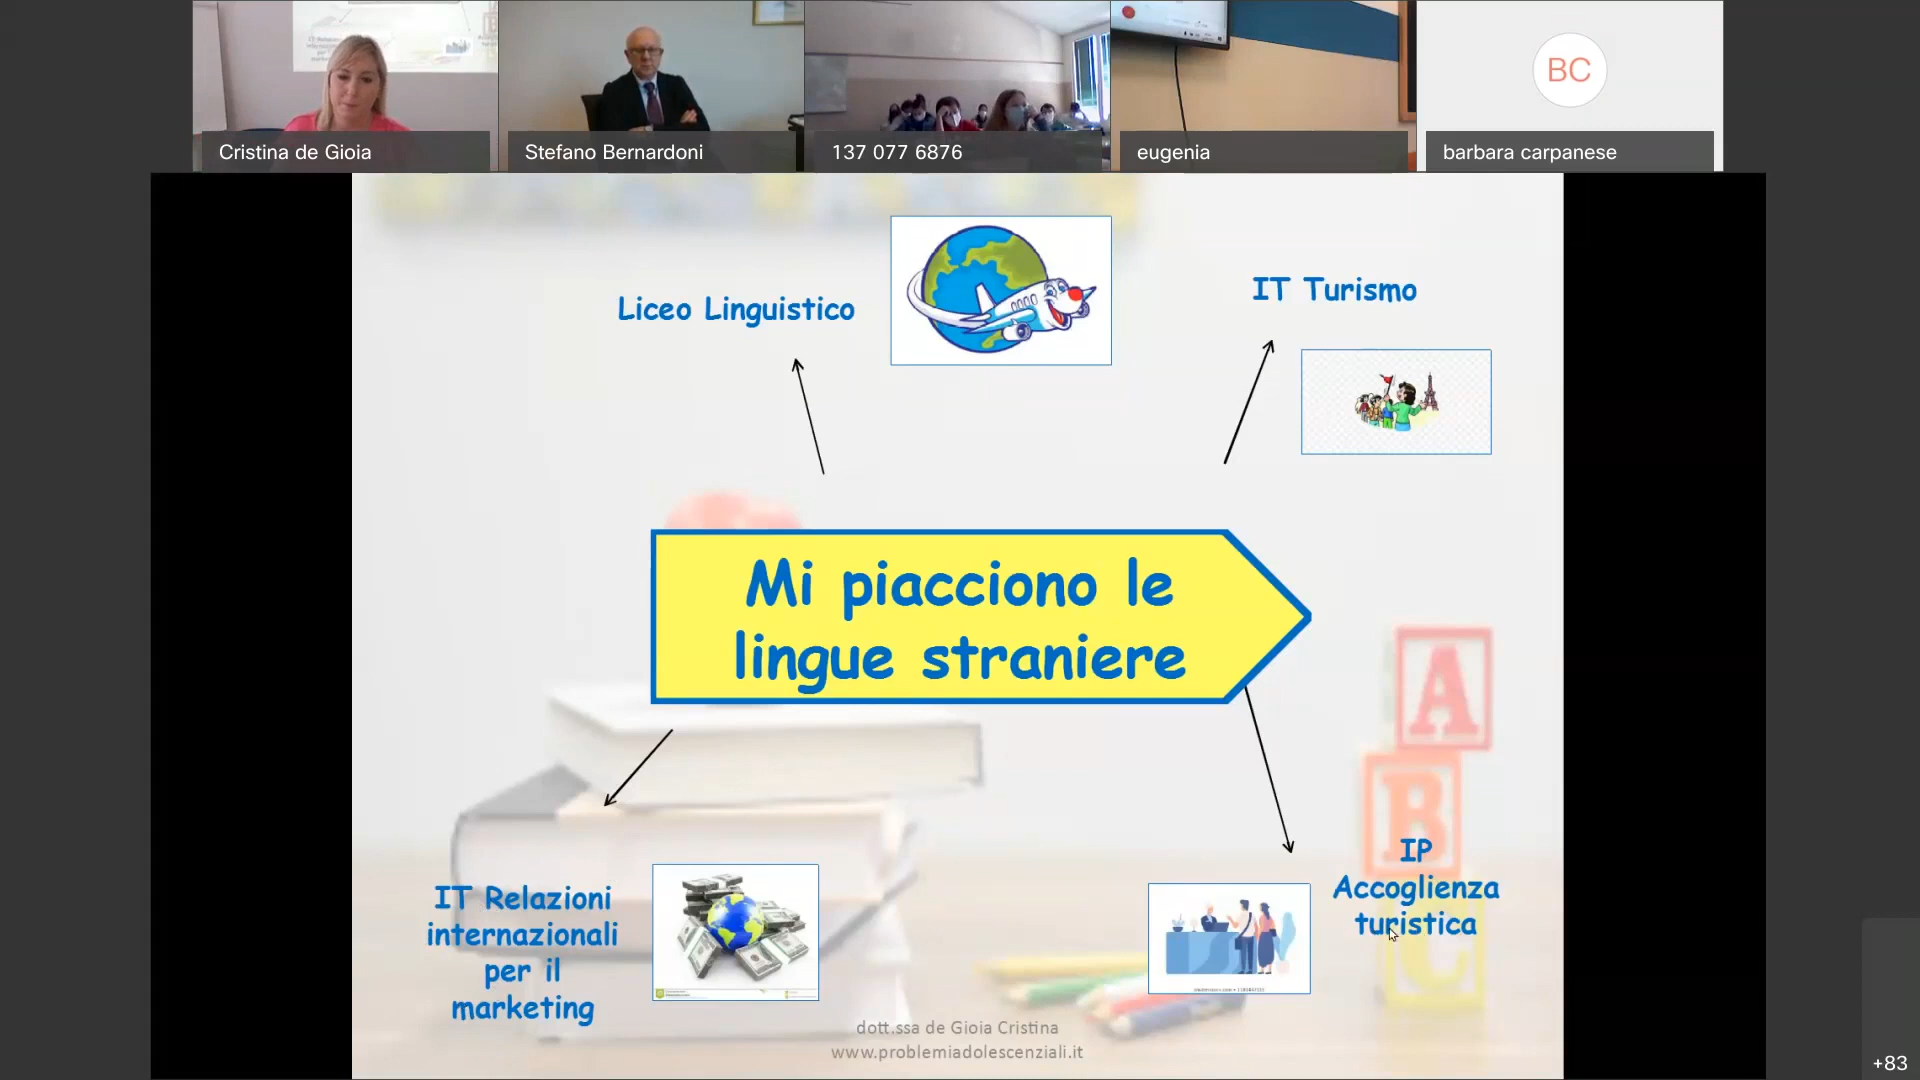 Cristina de Gioia
Stefano Bernardoni
137 077 6876
eugenia
BC
barbara carpanese
Liceo Linguistico
IT Turismo
Mi piacciono le
lingue straniere
A
B
C
IT Relazioni
internazionali
per il
marketing
IP
Accoglienza
turistica
dott.ssa de Gioia Cristina
www.problemiadolescenziali.it
+83